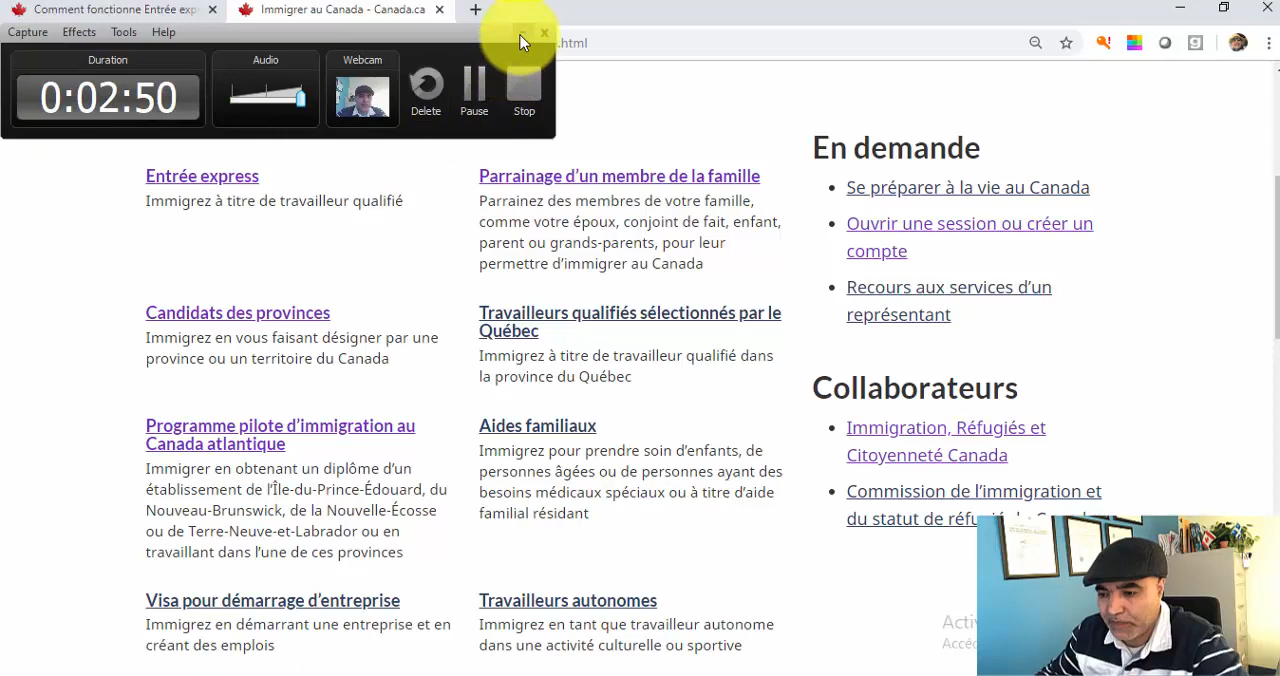 Comment fonctionne Entrée exp
Immigrer au Canada - Canada.ca
Capture Effects Tools Help
.html
Duration
Audio
Webcam
0:02:50
Delete
Pause
Stop
Entrée express
Immigrez à titre de travailleur qualifié
Parrainage d'un membre de la famille
Parrainez des membres de votre famille,
comme votre époux, conjoint de fait, enfant,
parent ou grands-parents, pour leur
permettre d'immigrer au Canada
Candidats des provinces
Immigrez en vous faisant désigner par une
province ou un territoire du Canada
Travailleurs qualifiés sélectionnés par le
Québec
Immigrez à titre de travailleur qualifié dans
la province du Québec
Programme pilote d'immigration au
Canada atlantique
Immigrer en obtenant un diplôme d'un
établissement de l'Île-du-Prince-Édouard, du
Nouveau-Brunswick, de la Nouvelle-Écosse
ou de Terre-Neuve-et-Labrador ou en
travaillant dans l'une de ces provinces
Aides familiaux
Immigrez pour prendre soin d'enfants, de
personnes âgées ou de personnes ayant des
besoins médicaux spéciaux ou à titre d'aide
familial résidant
Visa pour démarrage d'entreprise
Immigrez en démarrant une entreprise et en
créant des emplois
Travailleurs autonomes
Immigrez en tant que travailleur autonome
dans une activité culturelle ou sportive
En demande
Se préparer à la vie au Canada
Ouvrir une session ou créer un
compte
Recours aux services d'un
représentant
Collaborateurs
Immigration, Réfugiés et
Citoyenneté Canada
Commission de l'immigration et
du statut de